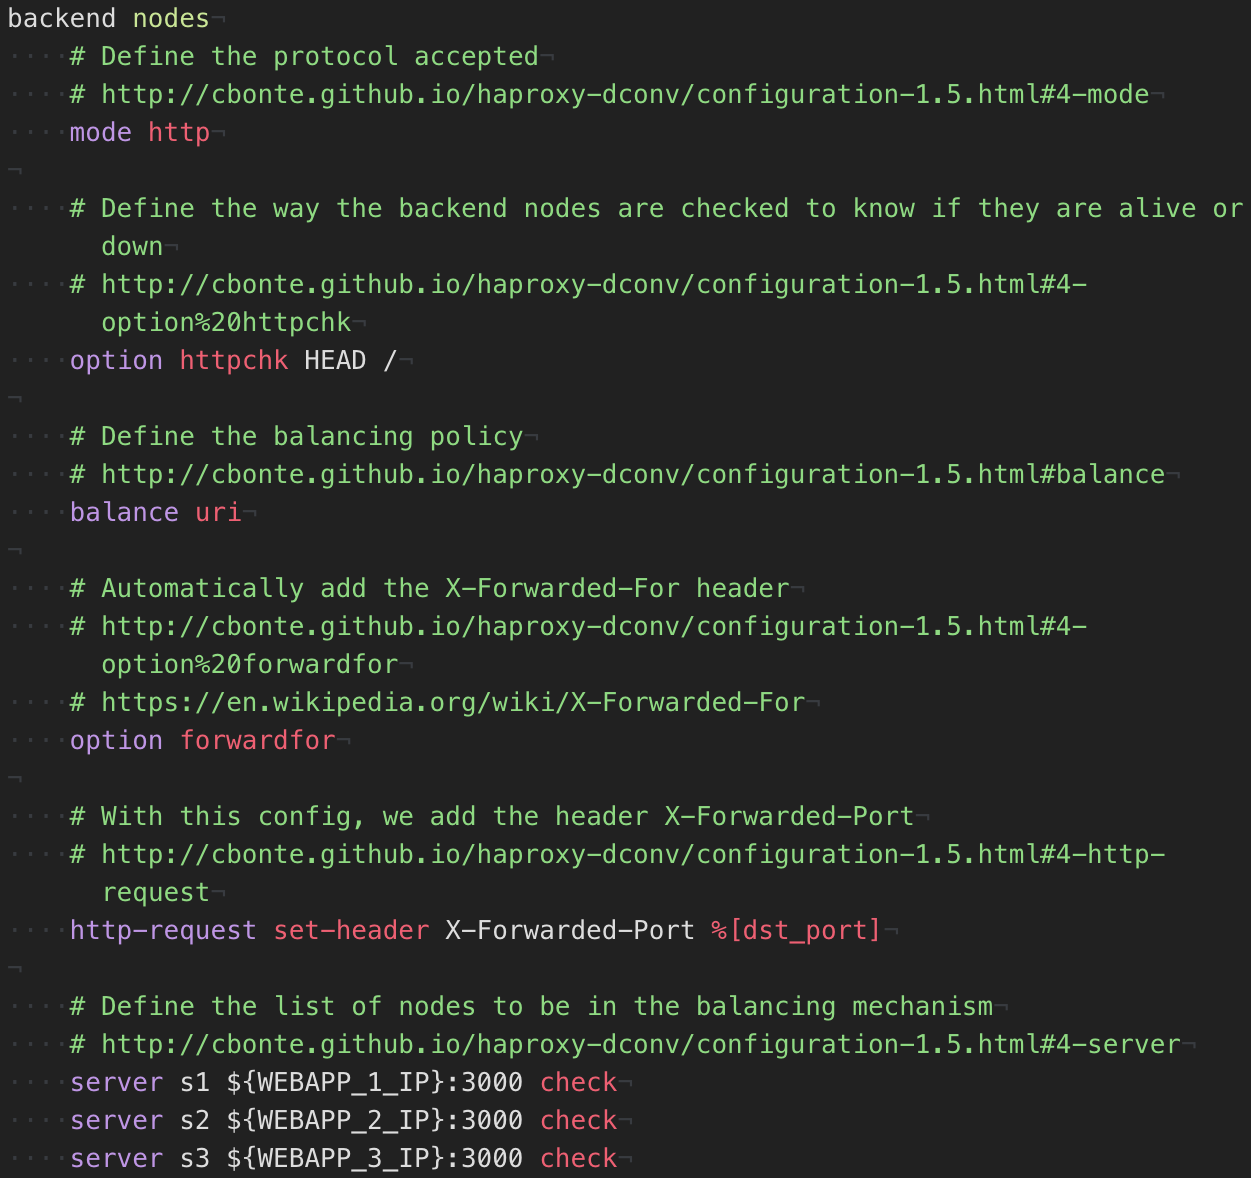 backend nodes¬
····# Define the protocol accepted¬
····# http://cbonte.github.io/haproxy-dconv/configuration-1.5.html#4-mode¬
····mode http¬
¬
····# Define the way the backend nodes are checked to know if they are alive or
down¬
····# http://cbonte.github.io/haproxy-dconv/configuration-1.5.html#4-
option%20httpchk¬
····option httpchk HEAD /¬
¬
····# Define the balancing policy¬
····# http://cbonte.github.io/haproxy-dconv/configuration-1.5.html#balance¬
····balance uri¬
¬
····# Automatically add the X-Forwarded-For header¬
····# http://cbonte.github.io/haproxy-dconv/configuration-1.5.html#4-
option%20forwardfor¬
····# https://en.wikipedia.org/wiki/X-Forwarded-For¬
····option forwardfor¬
¬
····# With this config, we add the header X-Forwarded-Port¬
····# http://cbonte.github.io/haproxy-dconv/configuration-1.5.html#4-http-
request¬
····http-request set-header X-Forwarded-Port %[dst_port]¬
¬
····# Define the list of nodes to be in the balancing mechanism¬
····# http://cbonte.github.io/haproxy-dconv/configuration-1.5.html#4-server¬
····server s1 ${WEBAPP_1_IP}:3000 check¬
····server s2 ${WEBAPP_2_IP}:3000 check¬
····server s3 ${WEBAPP_3_IP}:3000 check¬